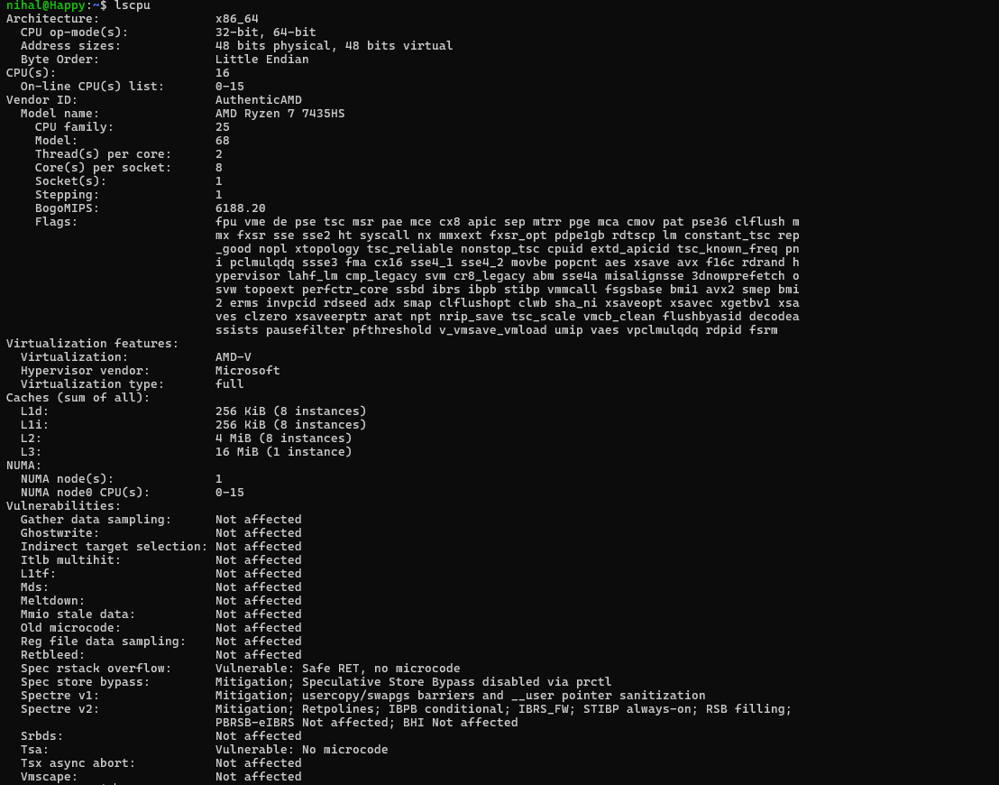 nihal@Happy:~$ lscpu
Architecture:                x86_64
  CPU op-mode(s):            32-bit, 64-bit
  Address sizes:             48 bits physical, 48 bits virtual
  Byte Order:                Little Endian
CPU(s):                      16
  On-line CPU(s) list:       0-15
Vendor ID:                   AuthenticAMD
  Model name:                AMD Ryzen 7 7435HS
    CPU family:              25
    Model:                   68
    Thread(s) per core:      2
    Core(s) per socket:      8
    Socket(s):               1
    Stepping:                1
    BogoMIPS:                6188.20
    Flags:                   fpu vme de pse tsc msr pae mce cx8 apic sep mtrr pge mca cmov pat pse36 clflush m
                             mx fxsr sse sse2 ht syscall nx mmxext fxsr_opt pdpe1gb rdtscp lm constant_tsc rep
                             _good nopl xtopology tsc_reliable nonstop_tsc cpuid extd_apicid tsc_known_freq pn
                             i pclmulqdq ssse3 fma cx16 sse4_1 sse4_2 movbe popcnt aes xsave avx f16c rdrand h
                             ypervisor lahf_lm cmp_legacy svm cr8_legacy abm sse4a misalignsse 3dnowprefetch o
                             svw topoext perfctr_core ssbd ibrs ibpb stibp vmmcall fsgsbase bmi1 avx2 smep bmi
                             2 erms invpcid rdseed adx smap clflushopt clwb sha_ni xsaveopt xsavec xgetbv1 xsa
                             ves clzero xsaveerptr arat npt nrip_save tsc_scale vmcb_clean flushbyasid decodea
                             ssists pausefilter pfthreshold v_vmsave_vmload umip vaes vpclmulqdq rdpid fsrm
Virtualization features:
  Virtualization:            AMD-V
  Hypervisor vendor:         Microsoft
  Virtualization type:       full
Caches (sum of all):
  L1d:                       256 KiB (8 instances)
  L1i:                       256 KiB (8 instances)
  L2:                        4 MiB (8 instances)
  L3:                        16 MiB (1 instance)
NUMA:
  NUMA node(s):              1
  NUMA node0 CPU(s):         0-15
Vulnerabilities:
  Gather data sampling:      Not affected
  Ghostwrite:                Not affected
  Indirect target selection: Not affected
  Itlb multihit:             Not affected
  L1tf:                      Not affected
  Mds:                       Not affected
  Meltdown:                  Not affected
  Mmio stale data:           Not affected
  Old microcode:             Not affected
  Reg file data sampling:    Not affected
  Retbleed:                  Not affected
  Spec rstack overflow:      Vulnerable: Safe RET, no microcode
  Spec store bypass:         Mitigation; Speculative Store Bypass disabled via prctl
  Spectre v1:                Mitigation; usercopy/swapgs barriers and __user pointer sanitization
  Spectre v2:                Mitigation; Retpolines; IBPB conditional; IBRS_FW; STIBP always-on; RSB filling;
                             PBRSB-eIBRS Not affected; BHI Not affected
  Srbds:                     Not affected
  Tsa:                       Vulnerable: No microcode
  Tsx async abort:           Not affected
  Vmscape:                   Not affected